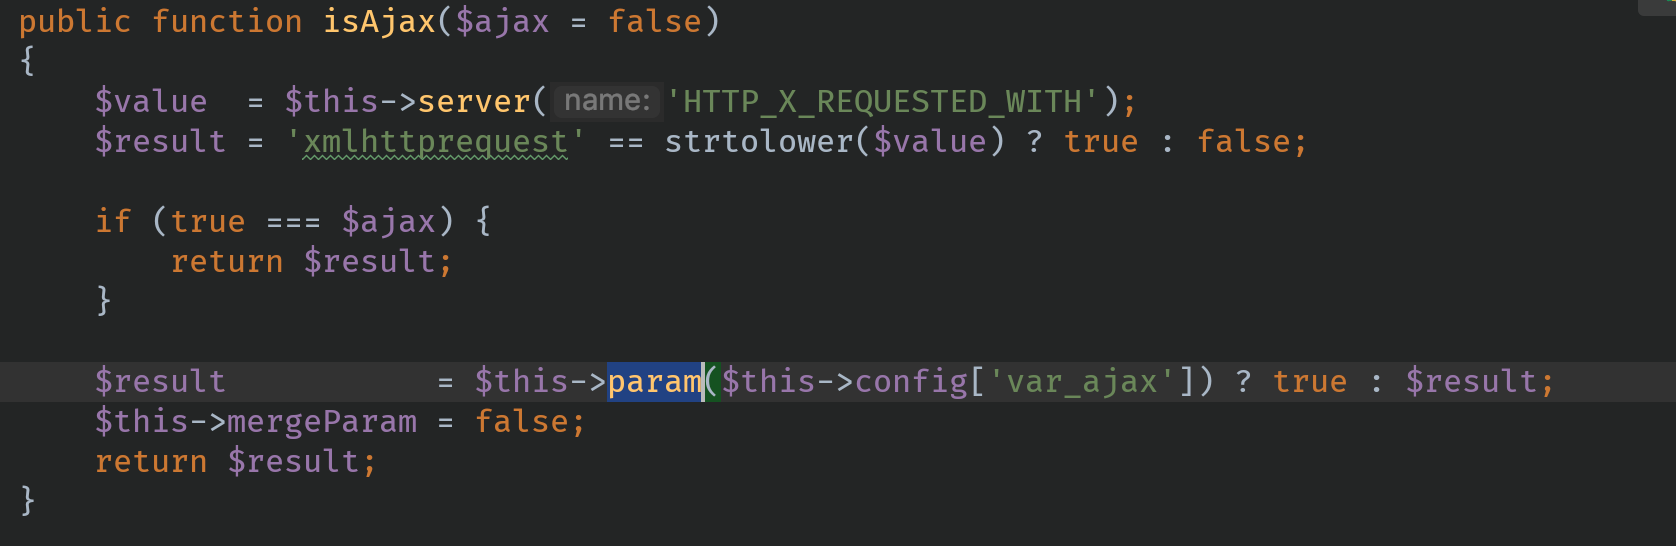 public function isAjax($ajax = false)
{
    $value  = $this->server( name: 'HTTP_X_REQUESTED_WITH');
    $result = 'xmlhttprequest' == strtolower($value) ? true : false;

    if (true === $ajax) {
        return $result;
    }

    $result           = $this->param($this->config['var_ajax']) ? true : $result;
    $this->mergeParam = false;
    return $result;
}